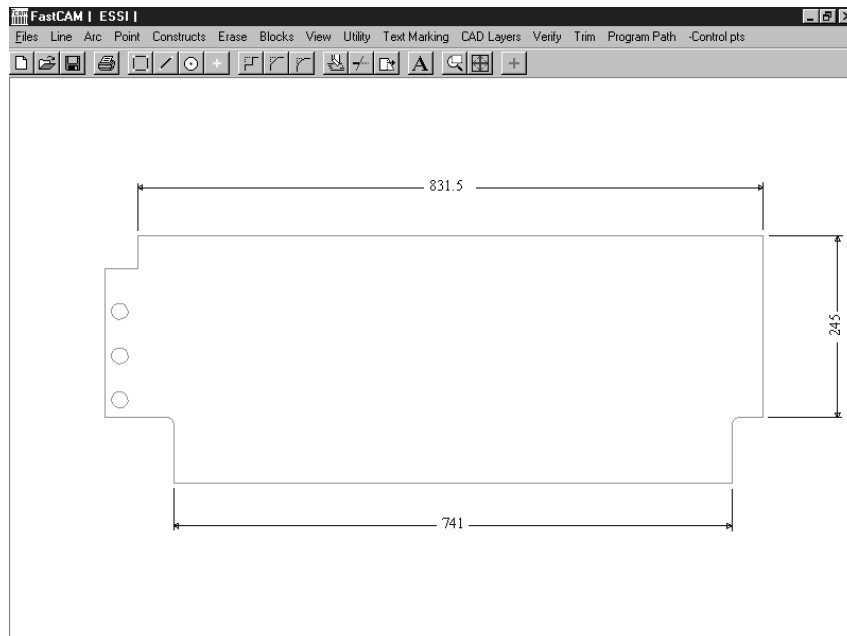 FastCAM | ESSI |
Files Line Arc Point Constructs Erase Blocks View Utility Text Marking CAD Layers Verify Trim Program Path -Control pts
A
831.5
245
741